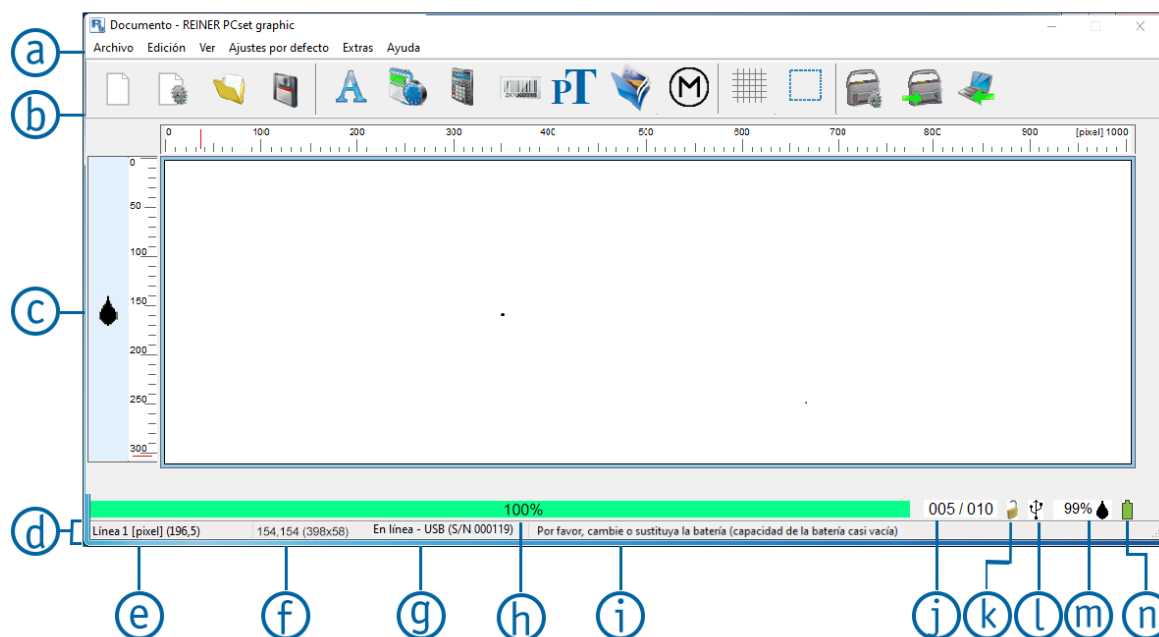 Documento - REINER PCset graphic
a
Archivo Edición Ver Ajustes por defecto Extras Ayuda
b
A PT M
0 100 200 300 400 500 600 700 800 900 [pixel] 1000
0
50
100
150
c
200
250
300
100% 005 / 010 99%
d
Línea 1 [pixel] (196,5) 154,154 (398x58) En línea - USB (S/N 000119) Por favor, cambie o sustituya la batería (capacidad de la batería casi vacía)
e f g h i j k l m n